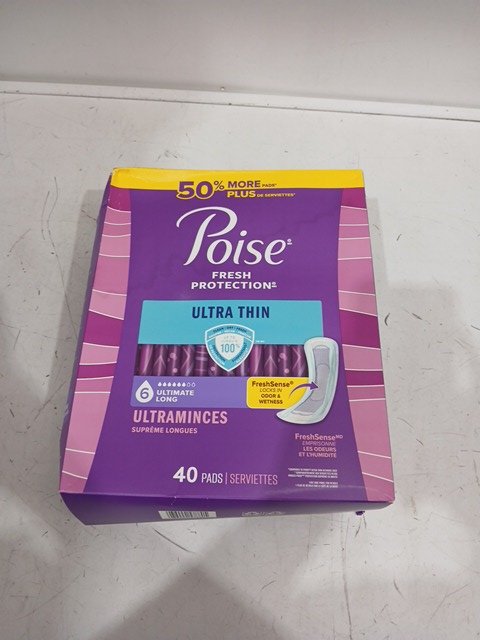 50% MORE PADS*
PLUS DE SERVIETTES*
Poise®
FRESH
PROTECTION®
ULTRA THIN
100%
6 ULTIMATE
LONG
FreshSense®
LOCKS IN
ODOR &
WETNESS
ULTRAMINCES
SUPRÊME LONGUES
FreshSense MD
EMPRISONNE
LES ODEURS
ET L'HUMIDITÉ
40 PADS | SERVIETTES